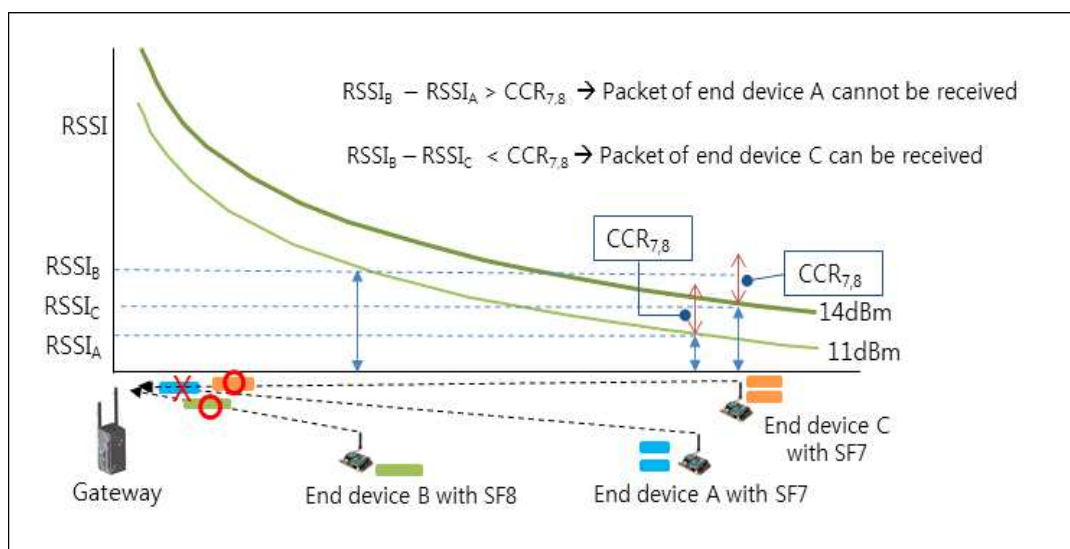 RSSI_B – RSSI_A > CCR_7,8 → Packet of end device A cannot be received
RSSI
RSSI_B – RSSI_C < CCR_7,8 → Packet of end device C can be received
CCR_7,8
RSSI_B
CCR_7,8
RSSI_C
14dBm
RSSI_A
11dBm
End device C
with SF7
Gateway
End device B with SF8
End device A with SF7